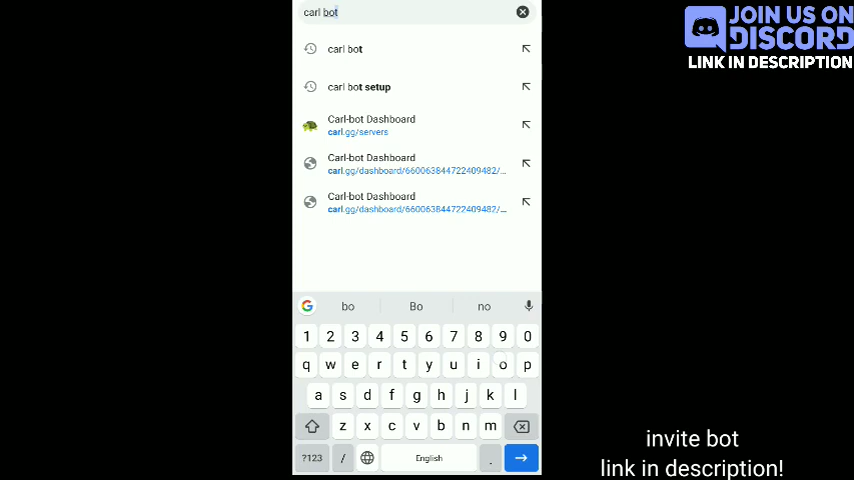 carl bot
carl bot
carl bot setup
Carl-bot Dashboard
carl.gg/servers
Carl-bot Dashboard
carl.gg/dashboard/660063844722409482/...
Carl-bot Dashboard
carl.gg/dashboard/660063844722409482/...
bo Bo no
1 2 3 4 5 6 7 8 9 0
q w e r t y u i o p
a s d f g h j k l
z x c v b n m
?123 / English .
JOIN US ON
DISCORD
LINK IN DESCRIPTION
invite bot
link in description!